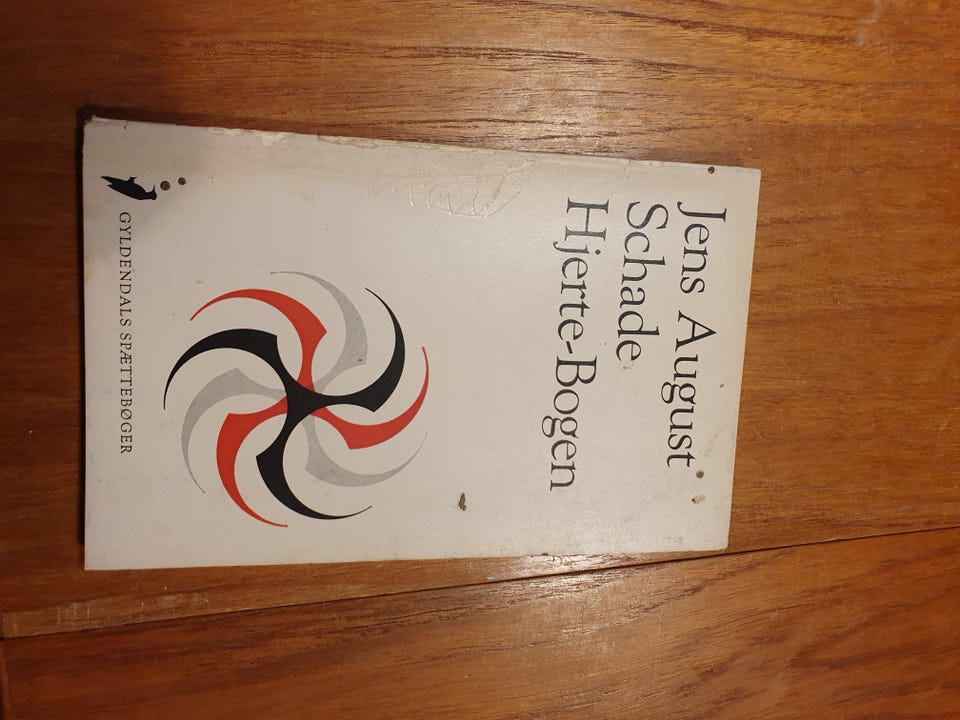 Jens August
Schade
Hjerte-Bogen
GYLDENDALS SPÆTTEBØGER